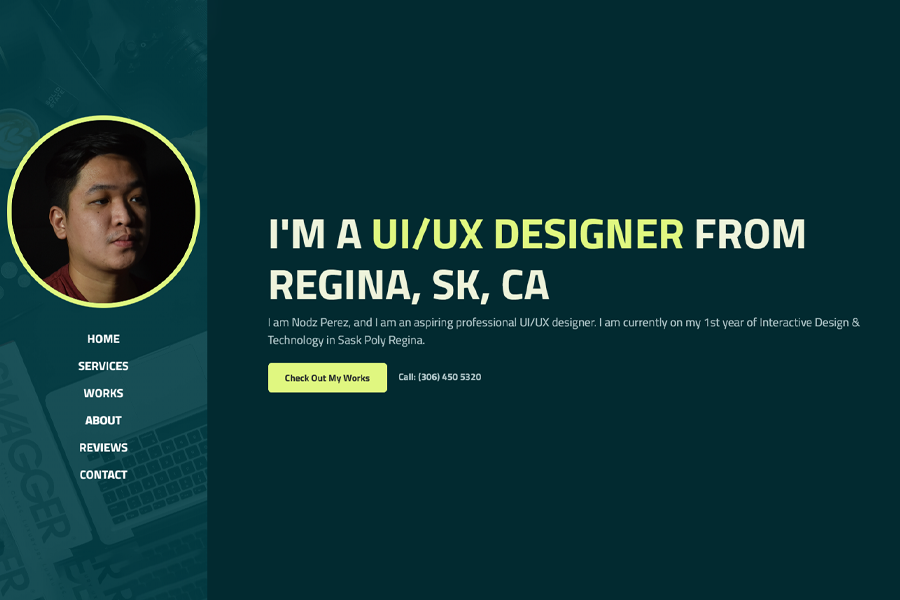 HOME
SERVICES
WORKS
ABOUT
REVIEWS
CONTACT
SWAGGER
I'M A UI/UX DESIGNER FROM
REGINA, SK, CA
I am Nodz Perez, and I am an aspiring professional UI/UX designer. I am currently on my 1st year of Interactive Design &
Technology in Sask Poly Regina.
Check Out My Works
Call: (306) 450 5320